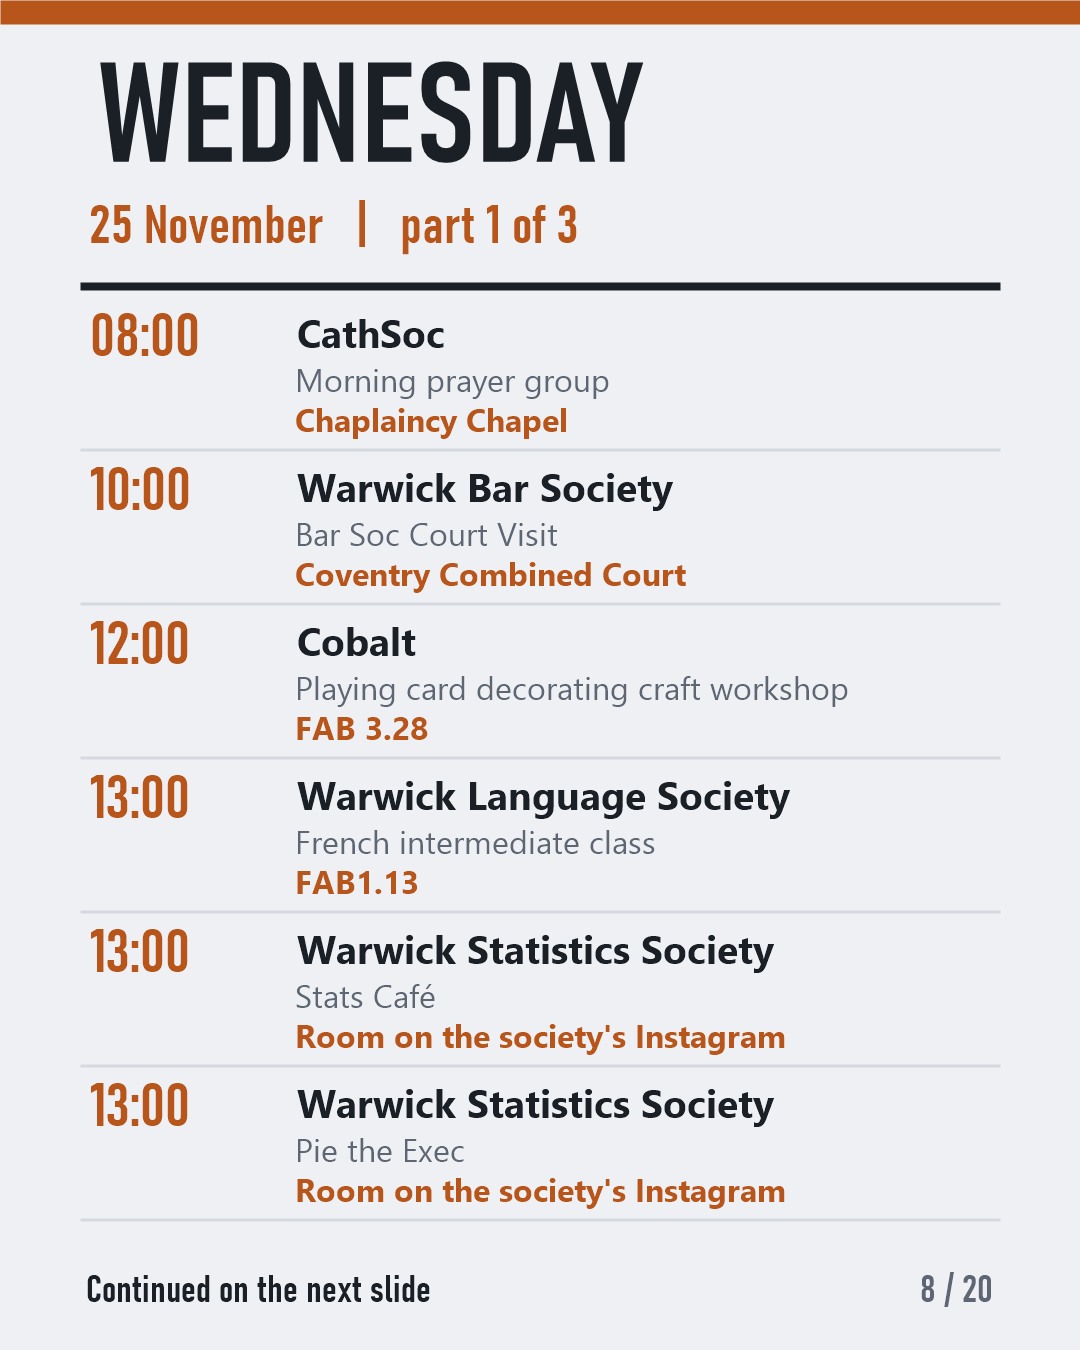 WEDNESDAY
25 November | part 1 of 3
08:00
CathSoc
Morning prayer group
Chaplaincy Chapel
10:00
Warwick Bar Society
Bar Soc Court Visit
Coventry Combined Court
12:00
Cobalt
Playing card decorating craft workshop
FAB 3.28
13:00
Warwick Language Society
French intermediate class
FAB1.13
13:00
Warwick Statistics Society
Stats Café
Room on the society's Instagram
13:00
Warwick Statistics Society
Pie the Exec
Room on the society's Instagram
Continued on the next slide
8 / 20